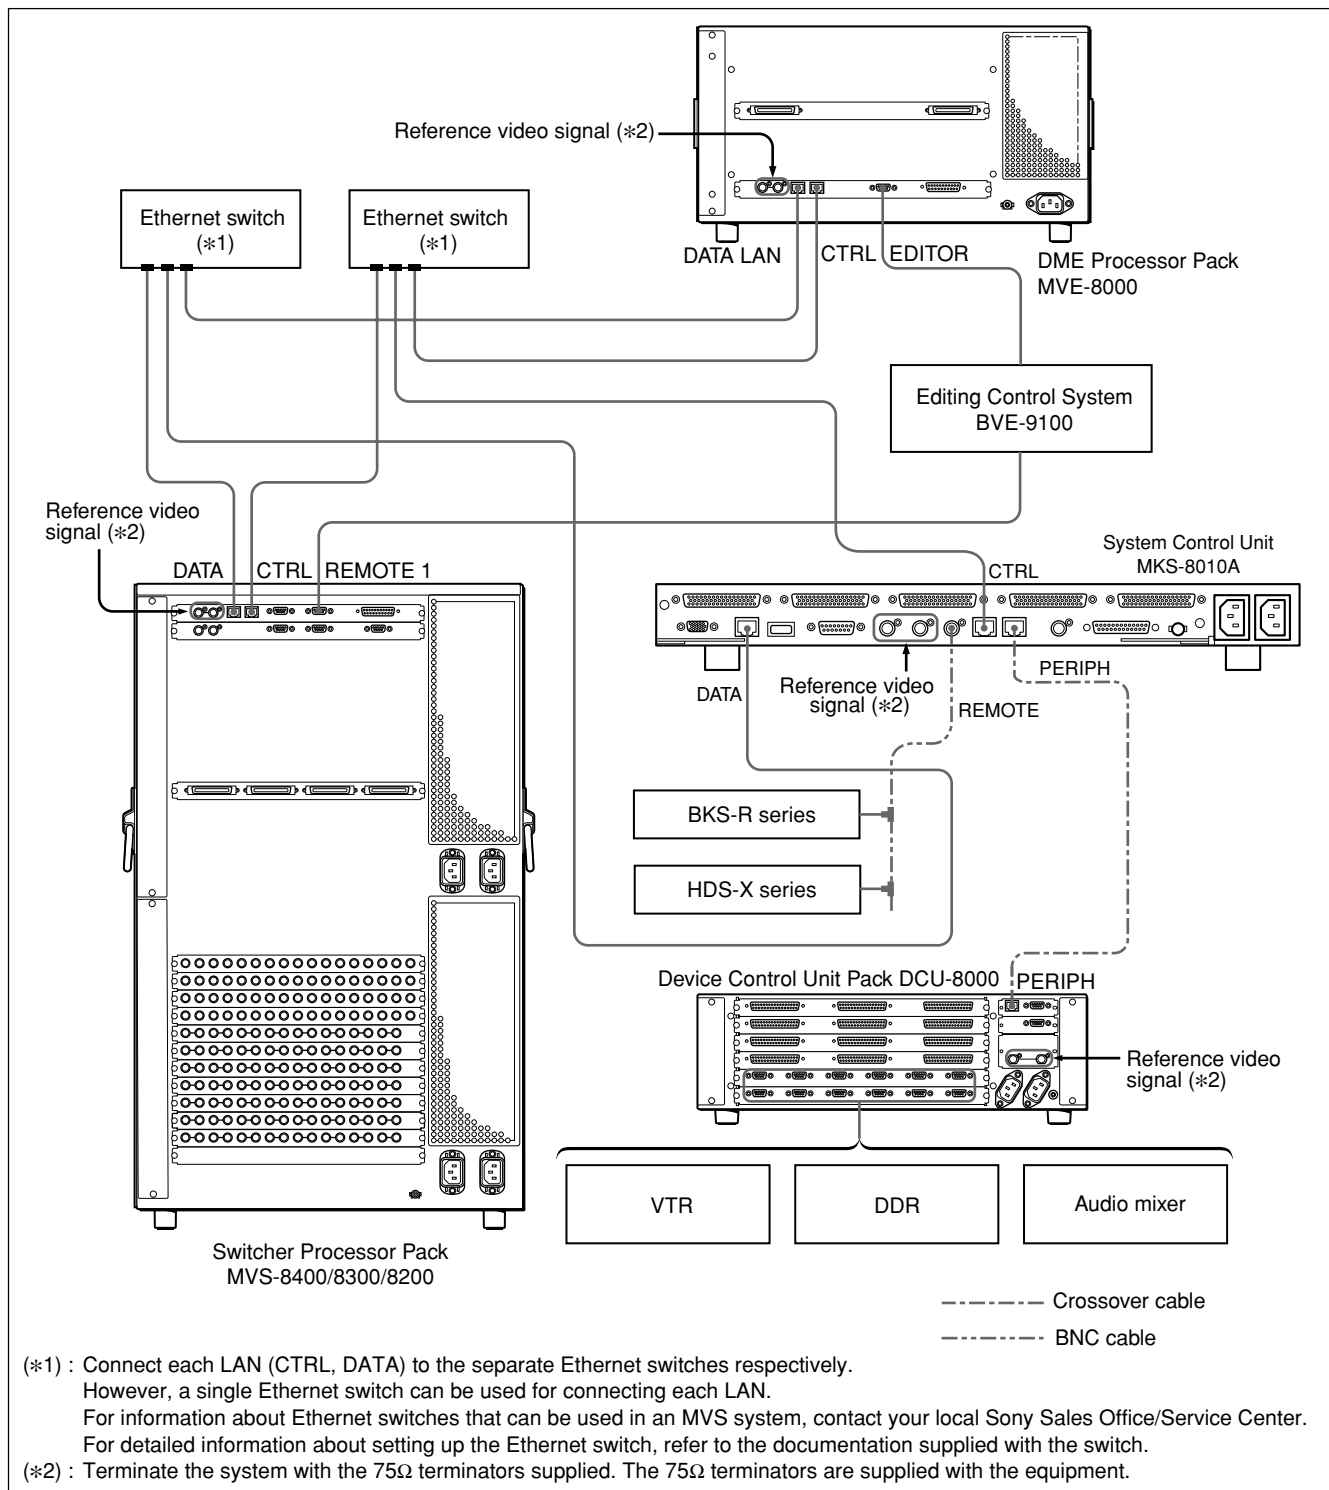 Reference video signal (∗2)
Ethernet switch
(∗1)
Ethernet switch
(∗1)
DATA LAN
CTRL
EDITOR
DME Processor Pack
MVE-8000
Editing Control System
BVE-9100
Reference video
signal (∗2)
DATA
CTRL
REMOTE 1
System Control Unit
MKS-8010A
CTRL
DATA
Reference video
signal (∗2)
REMOTE
PERIPH
BKS-R series
HDS-X series
Device Control Unit Pack DCU-8000
PERIPH
Reference video
signal (∗2)
VTR
DDR
Audio mixer
Switcher Processor Pack
MVS-8400/8300/8200
Crossover cable
BNC cable
(∗1) : Connect each LAN (CTRL, DATA) to the separate Ethernet switches respectively.
However, a single Ethernet switch can be used for connecting each LAN.
For information about Ethernet switches that can be used in an MVS system, contact your local Sony Sales Office/Service Center.
For detailed information about setting up the Ethernet switch, refer to the documentation supplied with the switch.
(∗2) : Terminate the system with the 75Ω terminators supplied. The 75Ω terminators are supplied with the equipment.